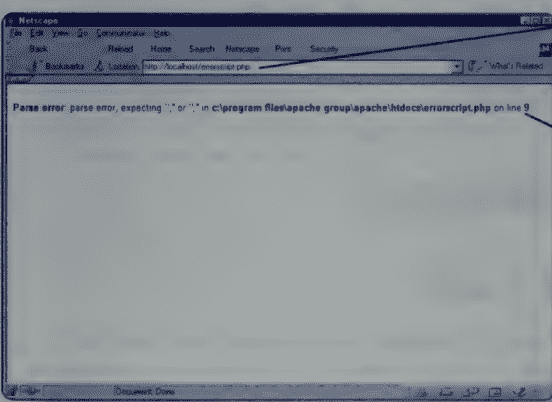 Netscape
File Edit View Go Communicator Help
Back Reload Home Search Netscape Print Security
Bookmarks Location: http://localhost/errorscript.php What's Related
Parse error: parse error, expecting "," or ";" in c:\program files\apache group\apache\htdocs\errorscript.php on line 9
Document: Done